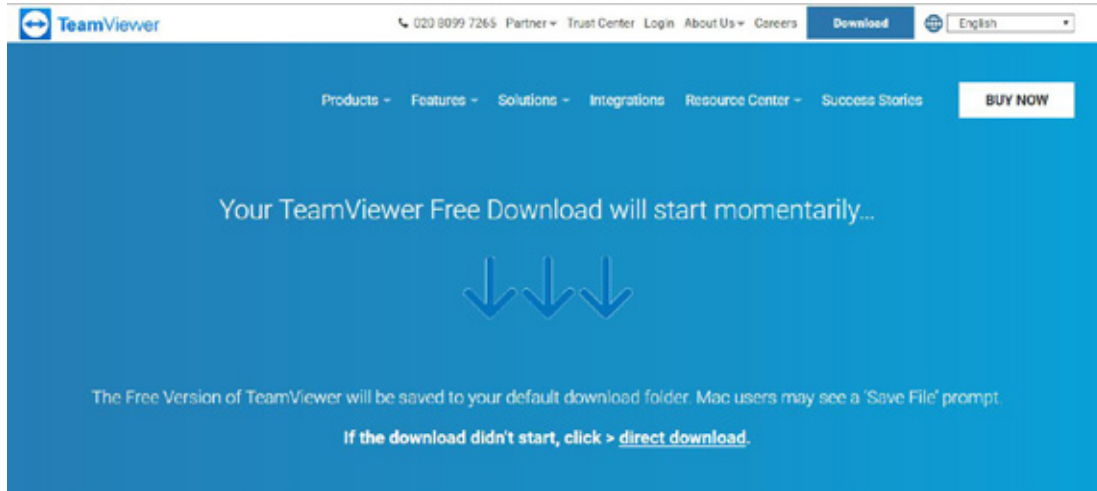 TeamViewer
020 8099 7265 Partner Trust Center Login About Us Careers Download English
Products Features Solutions Integrations Resource Center Success Stories BUY NOW
Your TeamViewer Free Download will start momentarily...
The Free Version of TeamViewer will be saved to your default download folder. Mac users may see a 'Save File' prompt.
If the download didn't start, click > direct download.